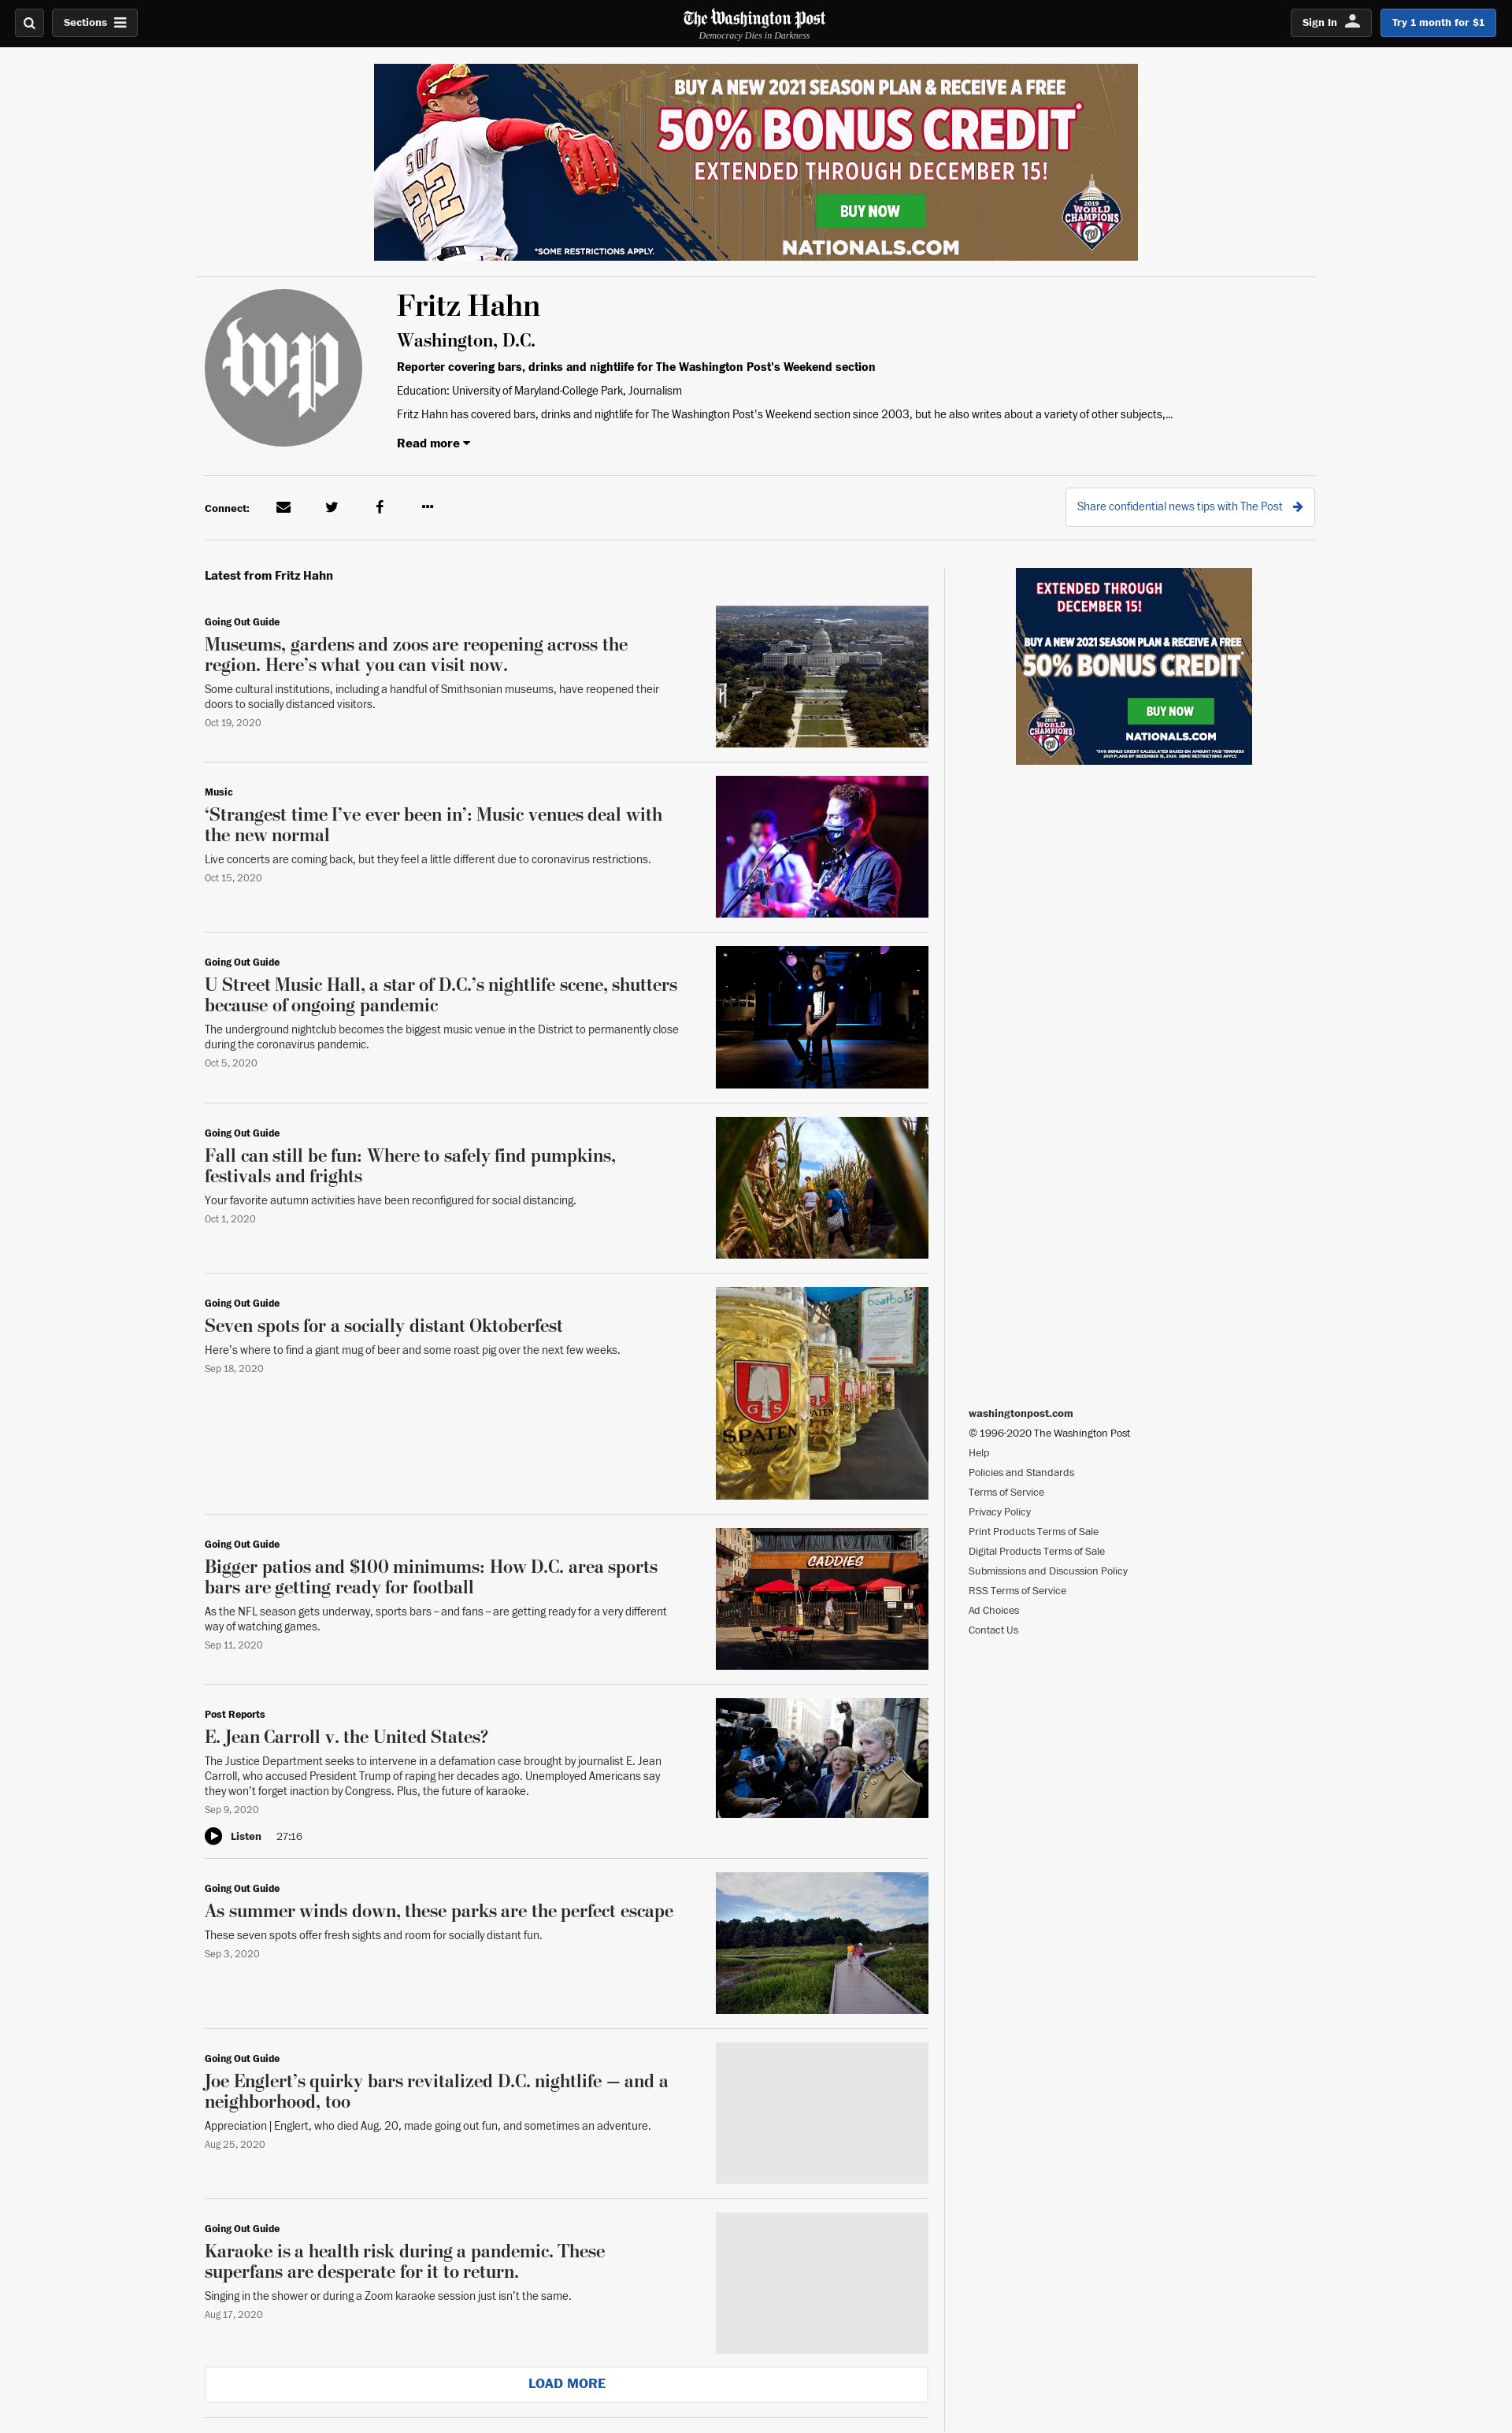 Sections
The Washington Post
Democracy Dies in Darkness
Sign In
Try 1 month for $1
SOTO
22
BUY A NEW 2021 SEASON PLAN & RECEIVE A FREE
50% BONUS CREDIT*
EXTENDED THROUGH DECEMBER 15!
BUY NOW
*SOME RESTRICTIONS APPLY.
NATIONALS.COM
2019
WORLD
CHAMPIONS
W
wp
Fritz Hahn
Washington, D.C.
Reporter covering bars, drinks and nightlife for The Washington Post's Weekend section
Education: University of Maryland-College Park, Journalism
Fritz Hahn has covered bars, drinks and nightlife for The Washington Post's Weekend section since 2003, but he also writes about a variety of other subjects,...
Read more
Connect:
Share confidential news tips with The Post
Latest from Fritz Hahn
Going Out Guide
Museums, gardens and zoos are reopening across the
region. Here’s what you can visit now.
Some cultural institutions, including a handful of Smithsonian museums, have reopened their
doors to socially distanced visitors.
Oct 19, 2020
Music
‘Strangest time I’ve ever been in’: Music venues deal with
the new normal
Live concerts are coming back, but they feel a little different due to coronavirus restrictions.
Oct 15, 2020
Going Out Guide
U Street Music Hall, a star of D.C.’s nightlife scene, shutters
because of ongoing pandemic
The underground nightclub becomes the biggest music venue in the District to permanently close
during the coronavirus pandemic.
Oct 5, 2020
Going Out Guide
Fall can still be fun: Where to safely find pumpkins,
festivals and frights
Your favorite autumn activities have been reconfigured for social distancing.
Oct 1, 2020
Going Out Guide
Seven spots for a socially distant Oktoberfest
Here’s where to find a giant mug of beer and some roast pig over the next few weeks.
Sep 18, 2020
beatbox
G S
SPATEN
München
SPATEN
Going Out Guide
Bigger patios and $100 minimums: How D.C. area sports
bars are getting ready for football
As the NFL season gets underway, sports bars – and fans – are getting ready for a very different
way of watching games.
Sep 11, 2020
CADDIES
Post Reports
E. Jean Carroll v. the United States?
The Justice Department seeks to intervene in a defamation case brought by journalist E. Jean
Carroll, who accused President Trump of raping her decades ago. Unemployed Americans say
they won’t forget inaction by Congress. Plus, the future of karaoke.
Sep 9, 2020
Listen 27:16
Going Out Guide
As summer winds down, these parks are the perfect escape
These seven spots offer fresh sights and room for socially distant fun.
Sep 3, 2020
Going Out Guide
Joe Englert’s quirky bars revitalized D.C. nightlife — and a
neighborhood, too
Appreciation | Englert, who died Aug. 20, made going out fun, and sometimes an adventure.
Aug 25, 2020
Going Out Guide
Karaoke is a health risk during a pandemic. These
superfans are desperate for it to return.
Singing in the shower or during a Zoom karaoke session just isn’t the same.
Aug 17, 2020
LOAD MORE
EXTENDED THROUGH
DECEMBER 15!
BUY A NEW 2021 SEASON PLAN & RECEIVE A FREE
50% BONUS CREDIT*
BUY NOW
2019
WORLD
CHAMPIONS
W
NATIONALS.COM
*50% BONUS CREDIT CALCULATED BASED ON AMOUNT PAID TOWARDS
2021 PLANS BY DECEMBER 15, 2020. SOME RESTRICTIONS APPLY.
washingtonpost.com
© 1996-2020 The Washington Post
Help
Policies and Standards
Terms of Service
Privacy Policy
Print Products Terms of Sale
Digital Products Terms of Sale
Submissions and Discussion Policy
RSS Terms of Service
Ad Choices
Contact Us